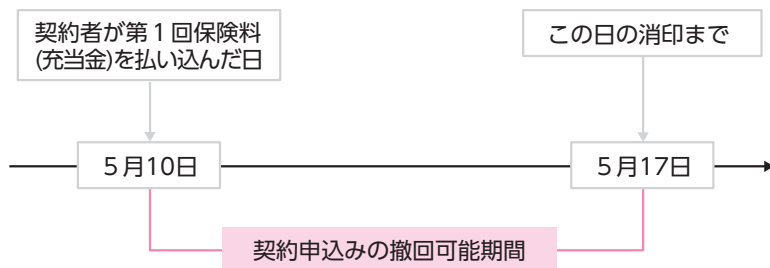 契約者が第１回保険料
(充当金)を払い込んだ日
この日の消印まで
５月10日
５月17日
契約申込みの撤回可能期間